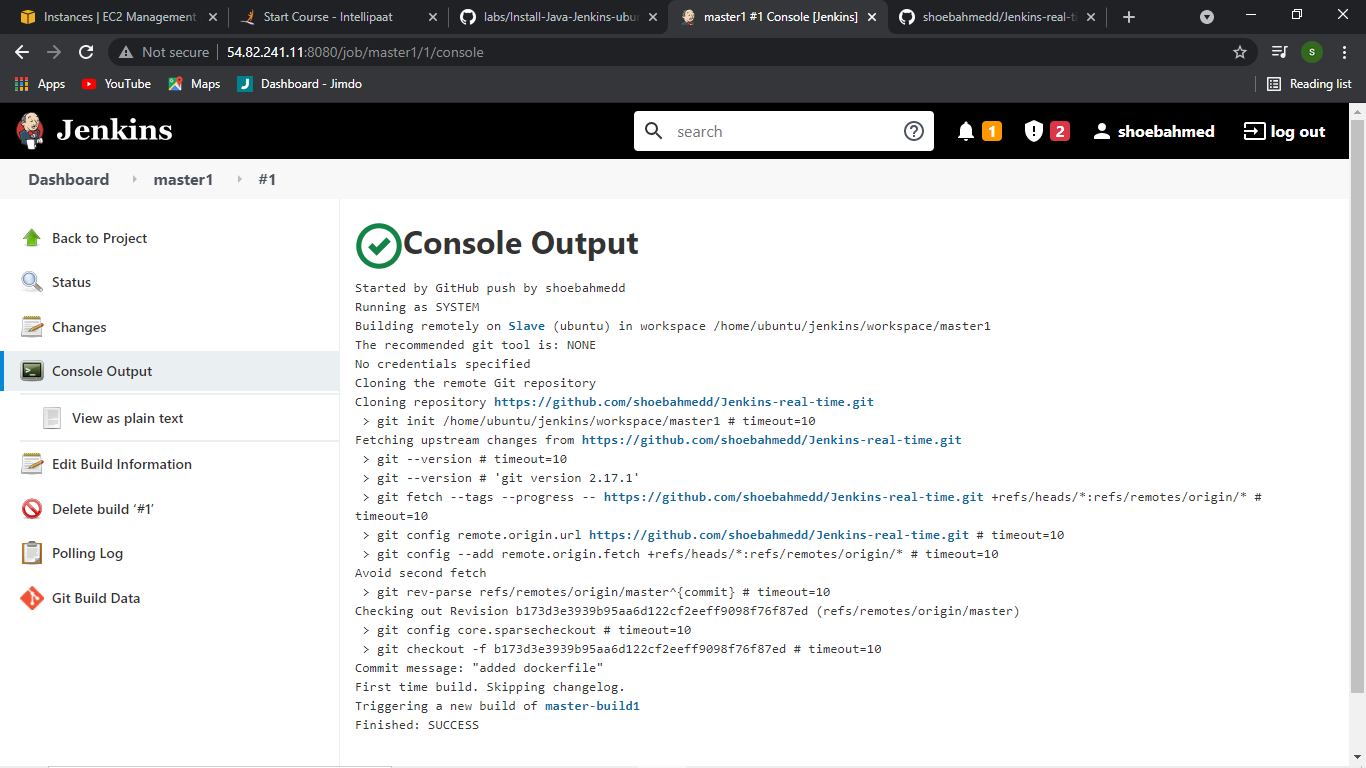 Instances | EC2 Management
Start Course - Intellipaat
labs/Install-Java-Jenkins-ubu
master1 #1 Console [Jenkins]
shoebahmedd/Jenkins-real-ti
Not secure
54.82.241.11:8080/job/master1/1/console
s
Apps
YouTube
Maps
J
Dashboard - Jimdo
Reading list
Jenkins
search
1
2
shoebahmed
log out
Dashboard
master1
#1
Back to Project
Status
Changes
Console Output
View as plain text
Edit Build Information
Delete build ‘#1’
Polling Log
Git Build Data
Console Output
Started by GitHub push by shoebahmedd
Running as SYSTEM
Building remotely on Slave (ubuntu) in workspace /home/ubuntu/jenkins/workspace/master1
The recommended git tool is: NONE
No credentials specified
Cloning the remote Git repository
Cloning repository https://github.com/shoebahmedd/Jenkins-real-time.git
> git init /home/ubuntu/jenkins/workspace/master1 # timeout=10
Fetching upstream changes from https://github.com/shoebahmedd/Jenkins-real-time.git
> git --version # timeout=10
> git --version # 'git version 2.17.1'
> git fetch --tags --progress -- https://github.com/shoebahmedd/Jenkins-real-time.git +refs/heads/*:refs/remotes/origin/* #
timeout=10
> git config remote.origin.url https://github.com/shoebahmedd/Jenkins-real-time.git # timeout=10
> git config --add remote.origin.fetch +refs/heads/*:refs/remotes/origin/* # timeout=10
Avoid second fetch
> git rev-parse refs/remotes/origin/master^{commit} # timeout=10
Checking out Revision b173d3e3939b95aa6d122cf2eeff9098f76f87ed (refs/remotes/origin/master)
> git config core.sparsecheckout # timeout=10
> git checkout -f b173d3e3939b95aa6d122cf2eeff9098f76f87ed # timeout=10
Commit message: "added dockerfile"
First time build. Skipping changelog.
Triggering a new build of master-build1
Finished: SUCCESS